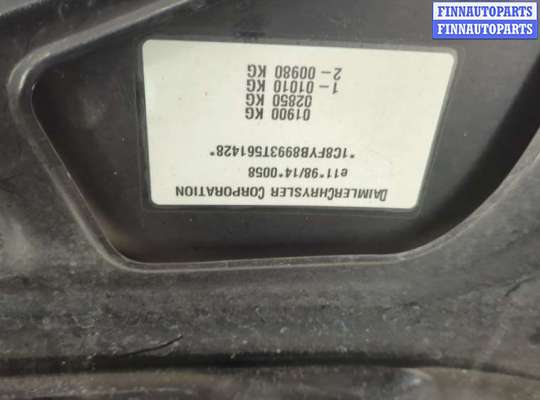 FINNAUTOPARTS
FINNAUTOPARTS
FINNAUTOPARTS
DAIMLERCHRYSLER CORPORATION
e11*98/14*0058
*1C8FYB8993T561428*
01900 KG
02850 KG
1- 01010 KG
2- 00980 KG